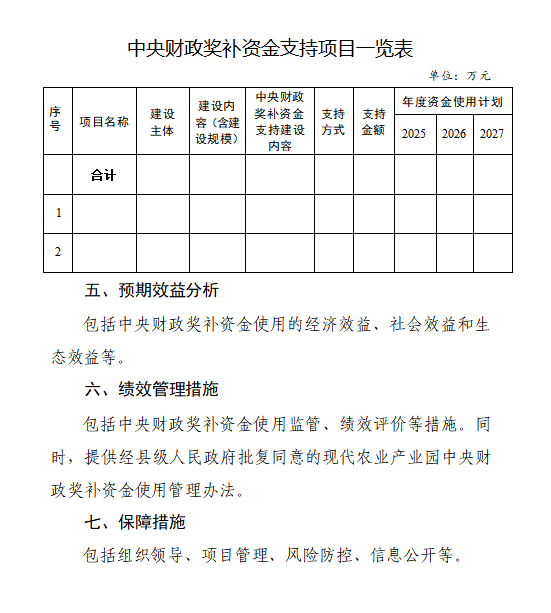 中央财政奖补资金支持项目一览表
单位：万元
序号 项目名称 建设主体 建设内容（含建设规模） 中央财政奖补资金支持建设内容 支持方式 支持金额 年度资金使用计划
2025 2026 2027
合计
1
2
五、预期效益分析
包括中央财政奖补资金使用的经济效益、社会效益和生
态效益等。
六、绩效管理措施
包括中央财政奖补资金使用监管、绩效评价等措施。同
时，提供经县级人民政府批复同意的现代农业产业园中央财
政奖补资金使用管理办法。
七、保障措施
包括组织领导、项目管理、风险防控、信息公开等。